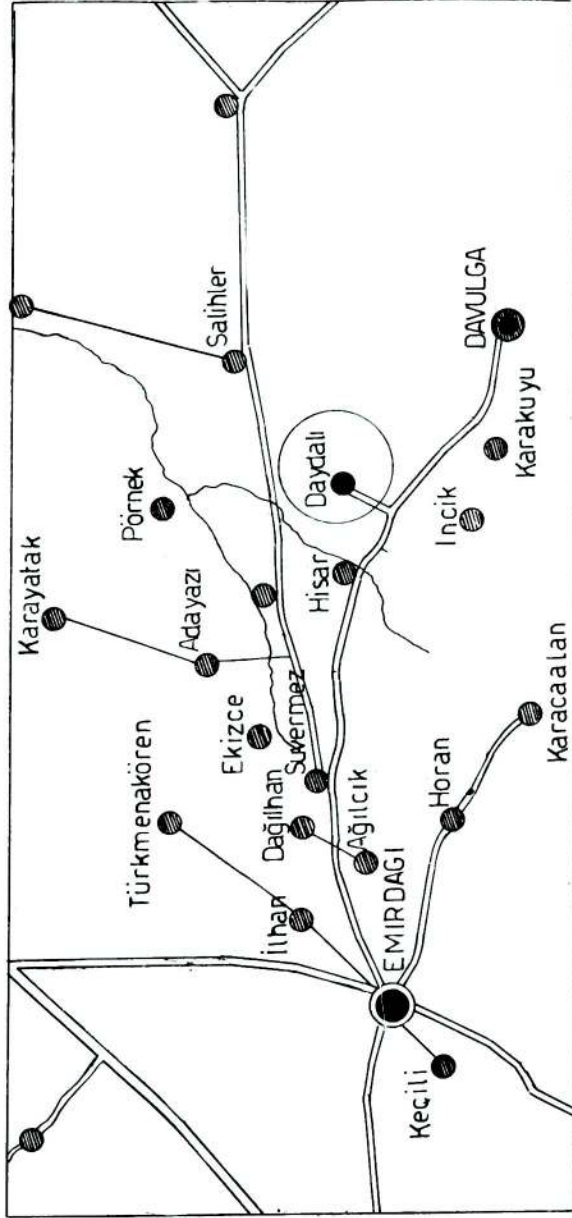 Karayatak
Türkmenakören
Pörnek
Adayazı
Ekizce
Salihler
Suvermez
Dağılhan
İlhan
Daydalı
Hisar
Ağılcık
EMIRDAĞI
DAVULGA
Karakuyu
Incik
Horan
Keçili
Karacaalan